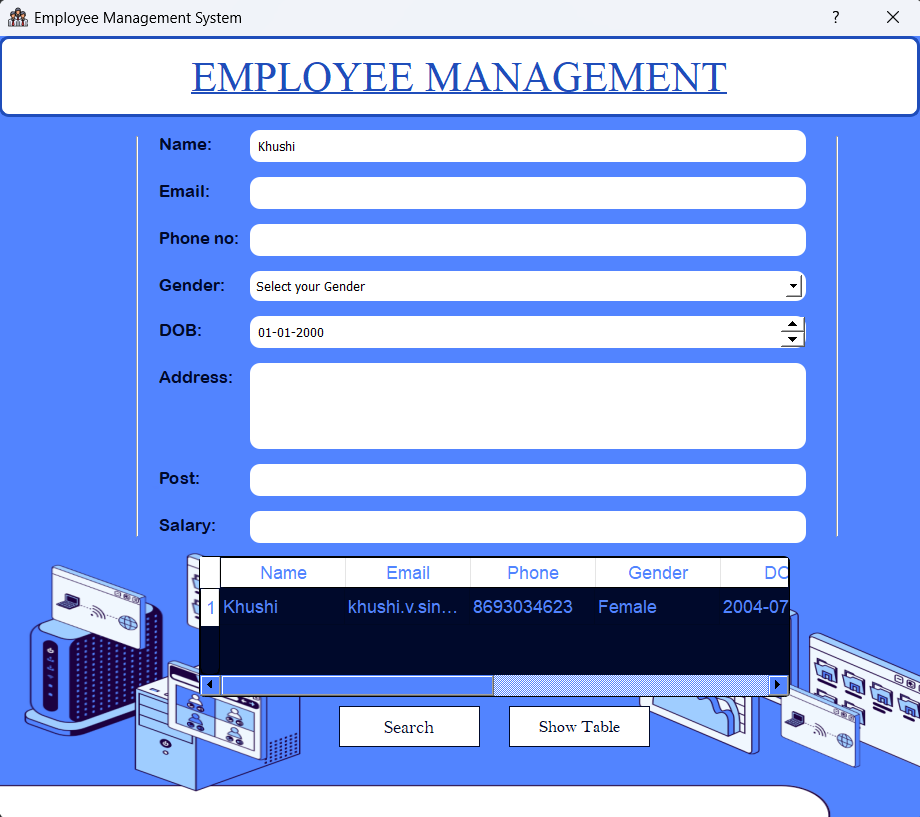 Employee Management System ?
EMPLOYEE MANAGEMENT
Name: Khushi
Email:
Phone no:
Gender: Select your Gender
DOB: 01-01-2000
Address:
Post:
Salary:
Name Email Phone Gender DO
1 Khushi khushi.v.sin... 8693034623 Female 2004-07
Search Show Table